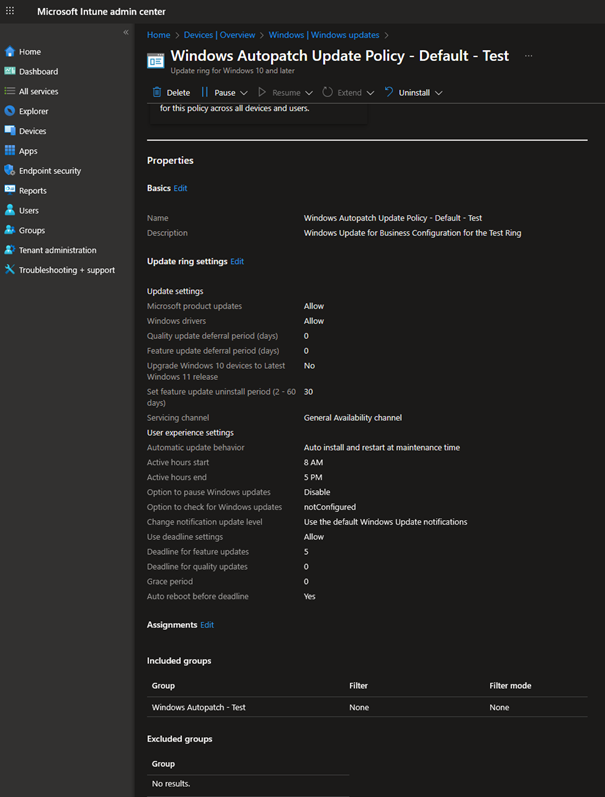 Microsoft Intune admin center
«
Home
Dashboard
All services
Explorer
Devices
Apps
Endpoint security
Reports
Users
Groups
Tenant administration
Troubleshooting + support
Home > Devices | Overview > Windows | Windows updates >
Windows Autopatch Update Policy - Default - Test ...
Update ring for Windows 10 and later
Delete Pause Resume Extend Uninstall
for this policy across all devices and users.
Properties
Basics Edit
Name Windows Autopatch Update Policy - Default - Test
Description Windows Update for Business Configuration for the Test Ring
Update ring settings Edit
Update settings
Microsoft product updates Allow
Windows drivers Allow
Quality update deferral period (days) 0
Feature update deferral period (days) 0
Upgrade Windows 10 devices to Latest No
Windows 11 release
Set feature update uninstall period (2 - 60 30
days)
Servicing channel General Availability channel
User experience settings
Automatic update behavior Auto install and restart at maintenance time
Active hours start 8 AM
Active hours end 5 PM
Option to pause Windows updates Disable
Option to check for Windows updates notConfigured
Change notification update level Use the default Windows Update notifications
Use deadline settings Allow
Deadline for feature updates 5
Deadline for quality updates 0
Grace period 0
Auto reboot before deadline Yes
Assignments Edit
Included groups
Group Filter Filter mode
Windows Autopatch - Test None None
Excluded groups
Group
No results.